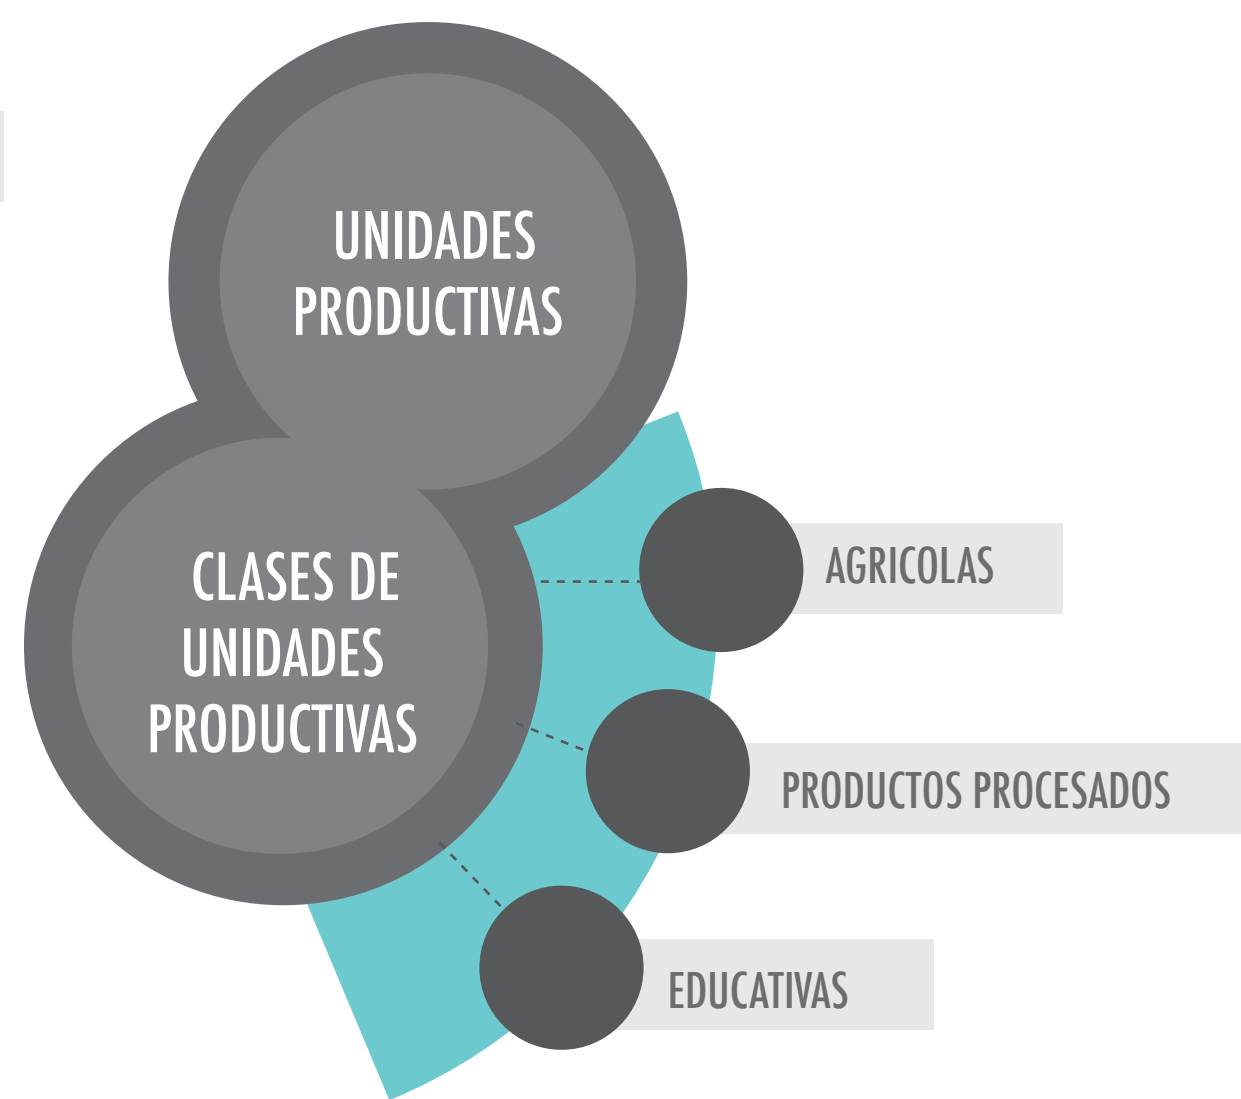 UNIDADES
PRODUCTIVAS
CLASES DE
UNIDADES
PRODUCTIVAS
AGRICOLAS
PRODUCTOS PROCESADOS
EDUCATIVAS